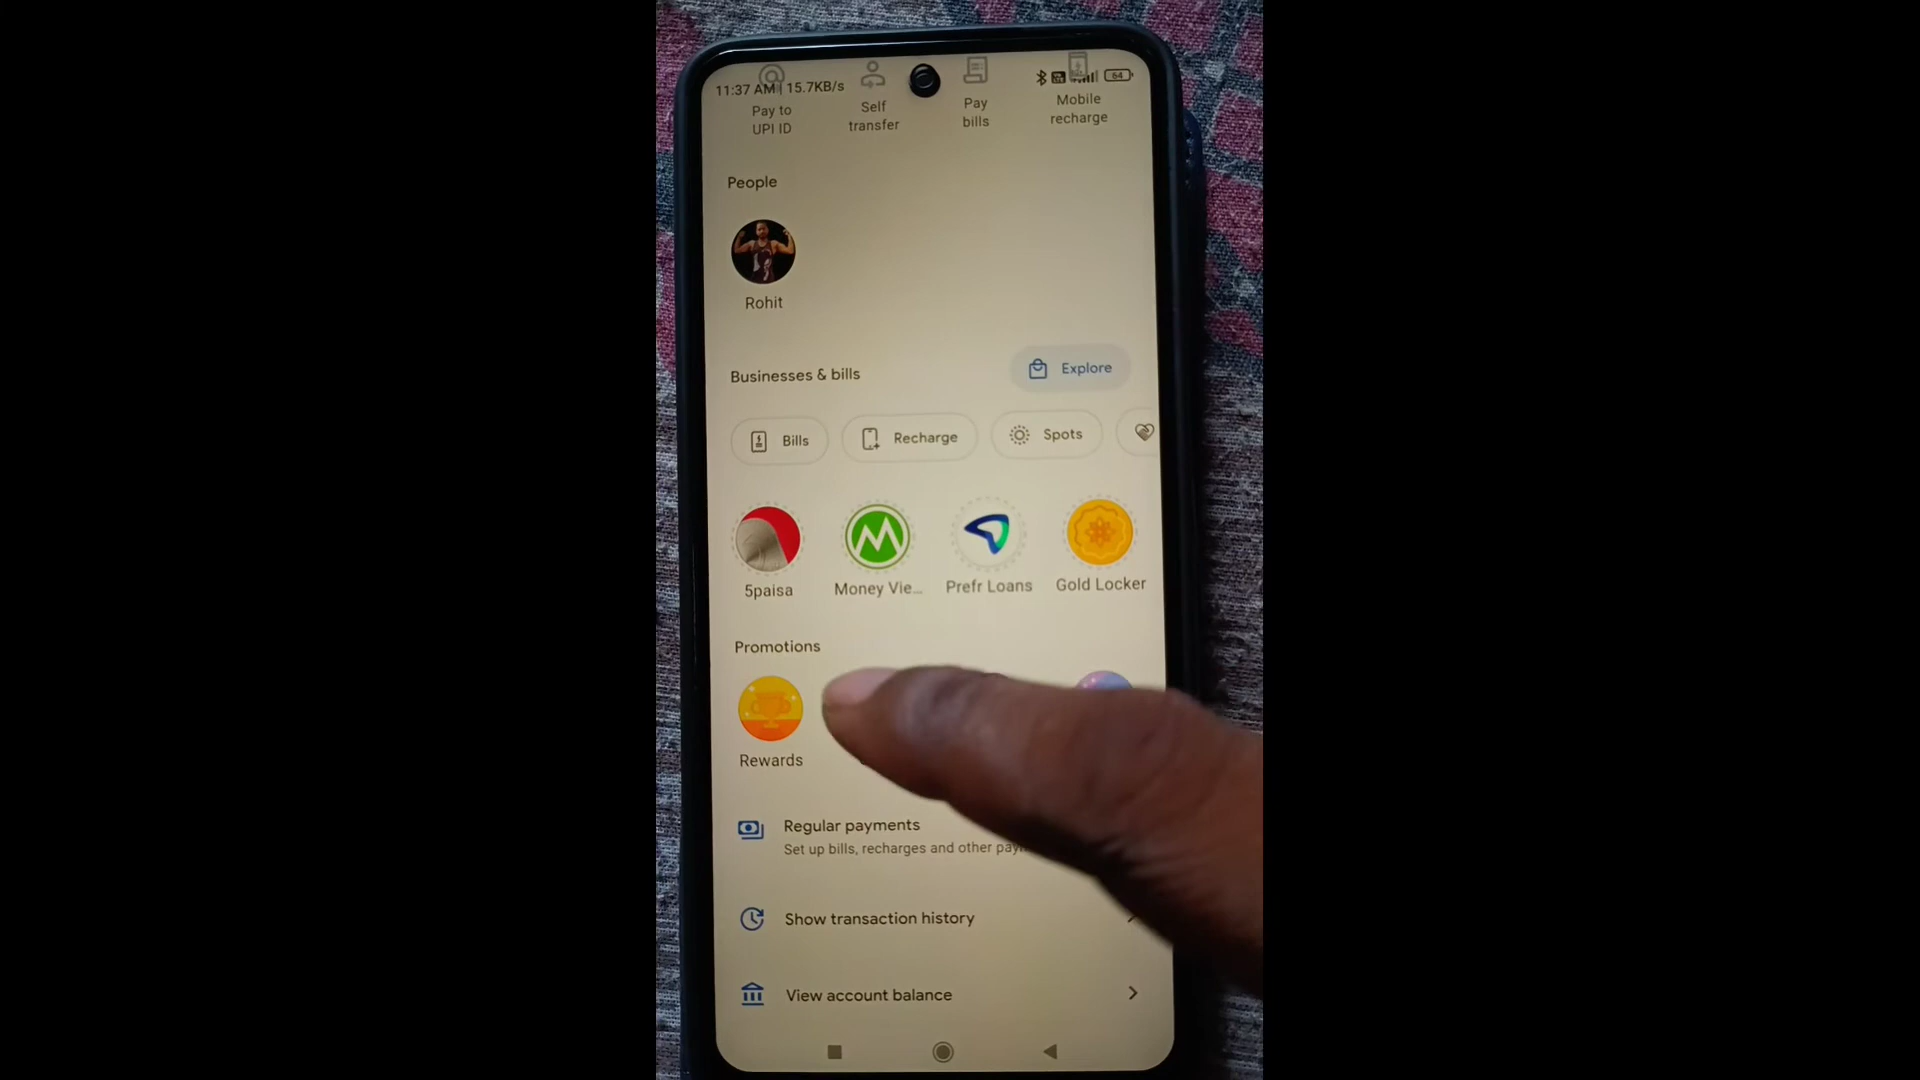 11:37 AM | 15.7KB/s
64
Pay to
UPI ID
Self
transfer
Pay
bills
Mobile
recharge
People
Rohit
Businesses & bills
Explore
Bills
Recharge
Spots
5paisa
Money Vie...
Prefr Loans
Gold Locker
Promotions
Rewards
Regular payments
Set up bills, recharges and other
Show transaction history
View account balance